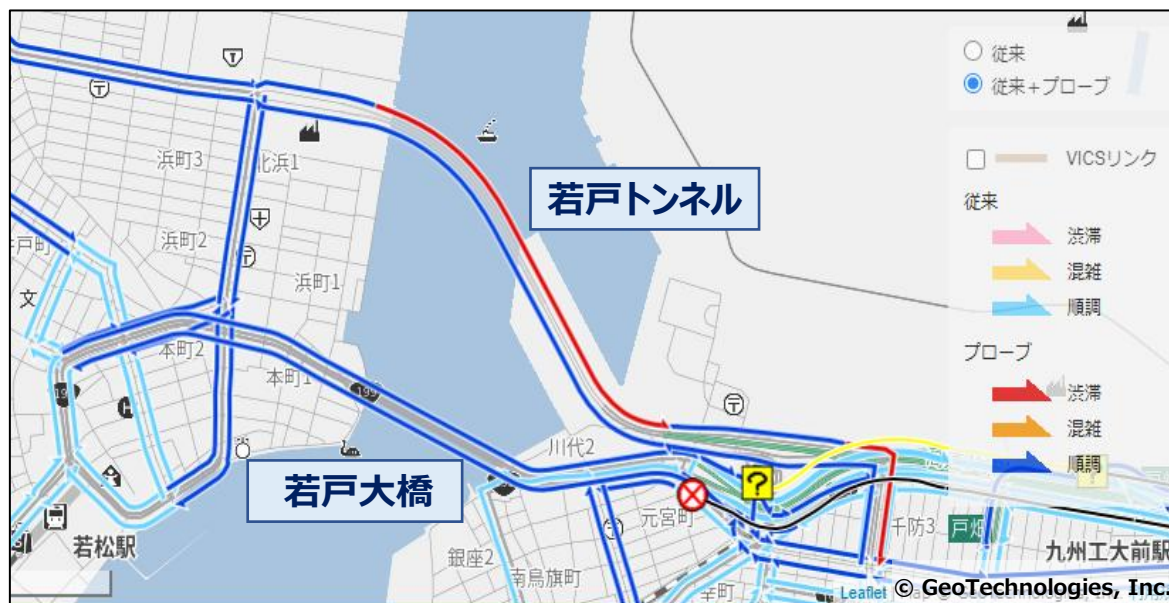 従来
従来+プローブ
VICSリンク
従来
渋滞
混雑
順調
プローブ
渋滞
混雑
順調
浜町3
北浜1
若戸トンネル
浜町2
浜町1
文
本町2
本町1
199
川代2
若戸大橋
?
元宮町
千防3
戸畑
若松駅
銀座2
南鳥旗町
九州工大前駅
幸町
Leaflet
© GeoTechnologies, Inc.